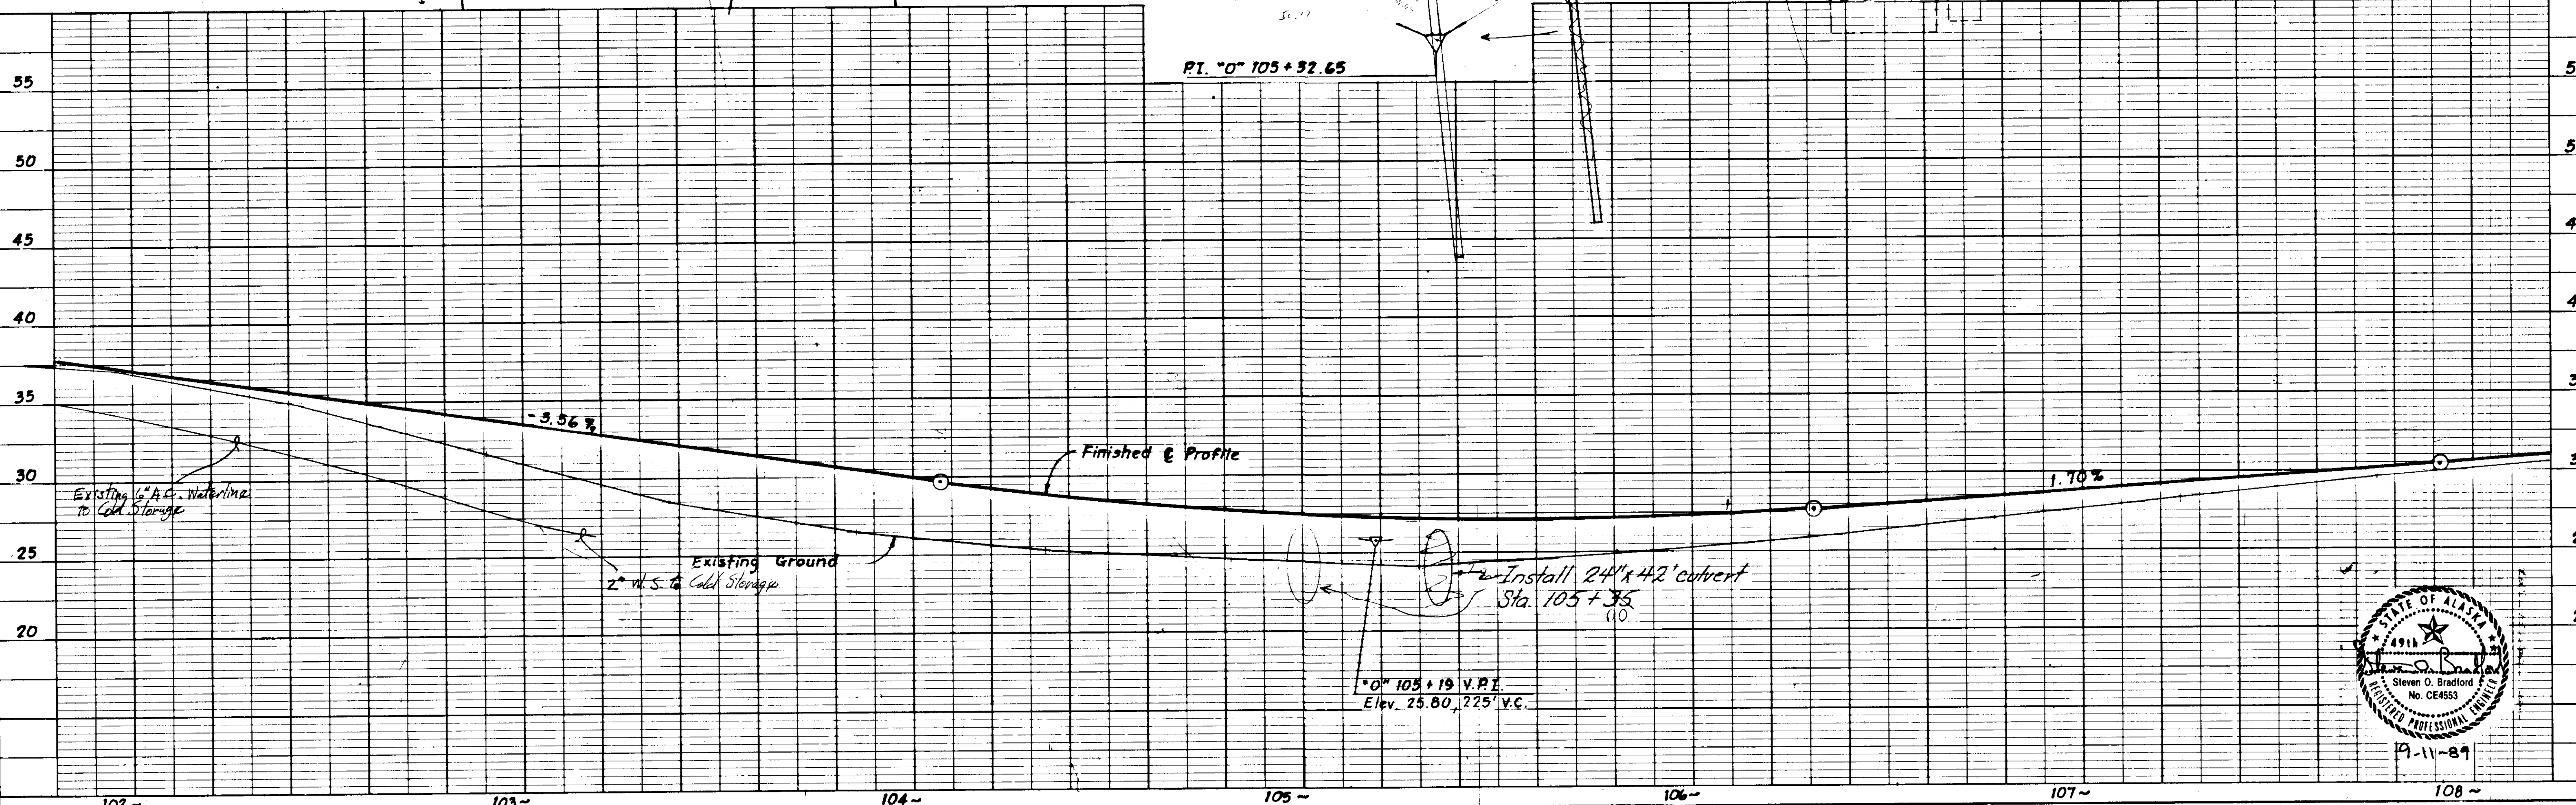 P.I. "O" 105+32.65
55
50
45
40
35
30
25
20
-3.56%
Finished ℄ Profile
1.70%
Existing 6" A.C. Waterline
to Cold Storage
Existing Ground
2" W.S. to Cold Storage
Install 24" x 42' culvert
Sta. 105+35
"O" 105+19 V.P.I.
Elev. 25.80, 225' V.C.
STATE OF ALASKA
49th
Steven O. Bradford
Steven O. Bradford
No. CE4553
REGISTERED PROFESSIONAL ENGINEER
9-11-89
102~
103~
104~
105~
106~
107~
108~